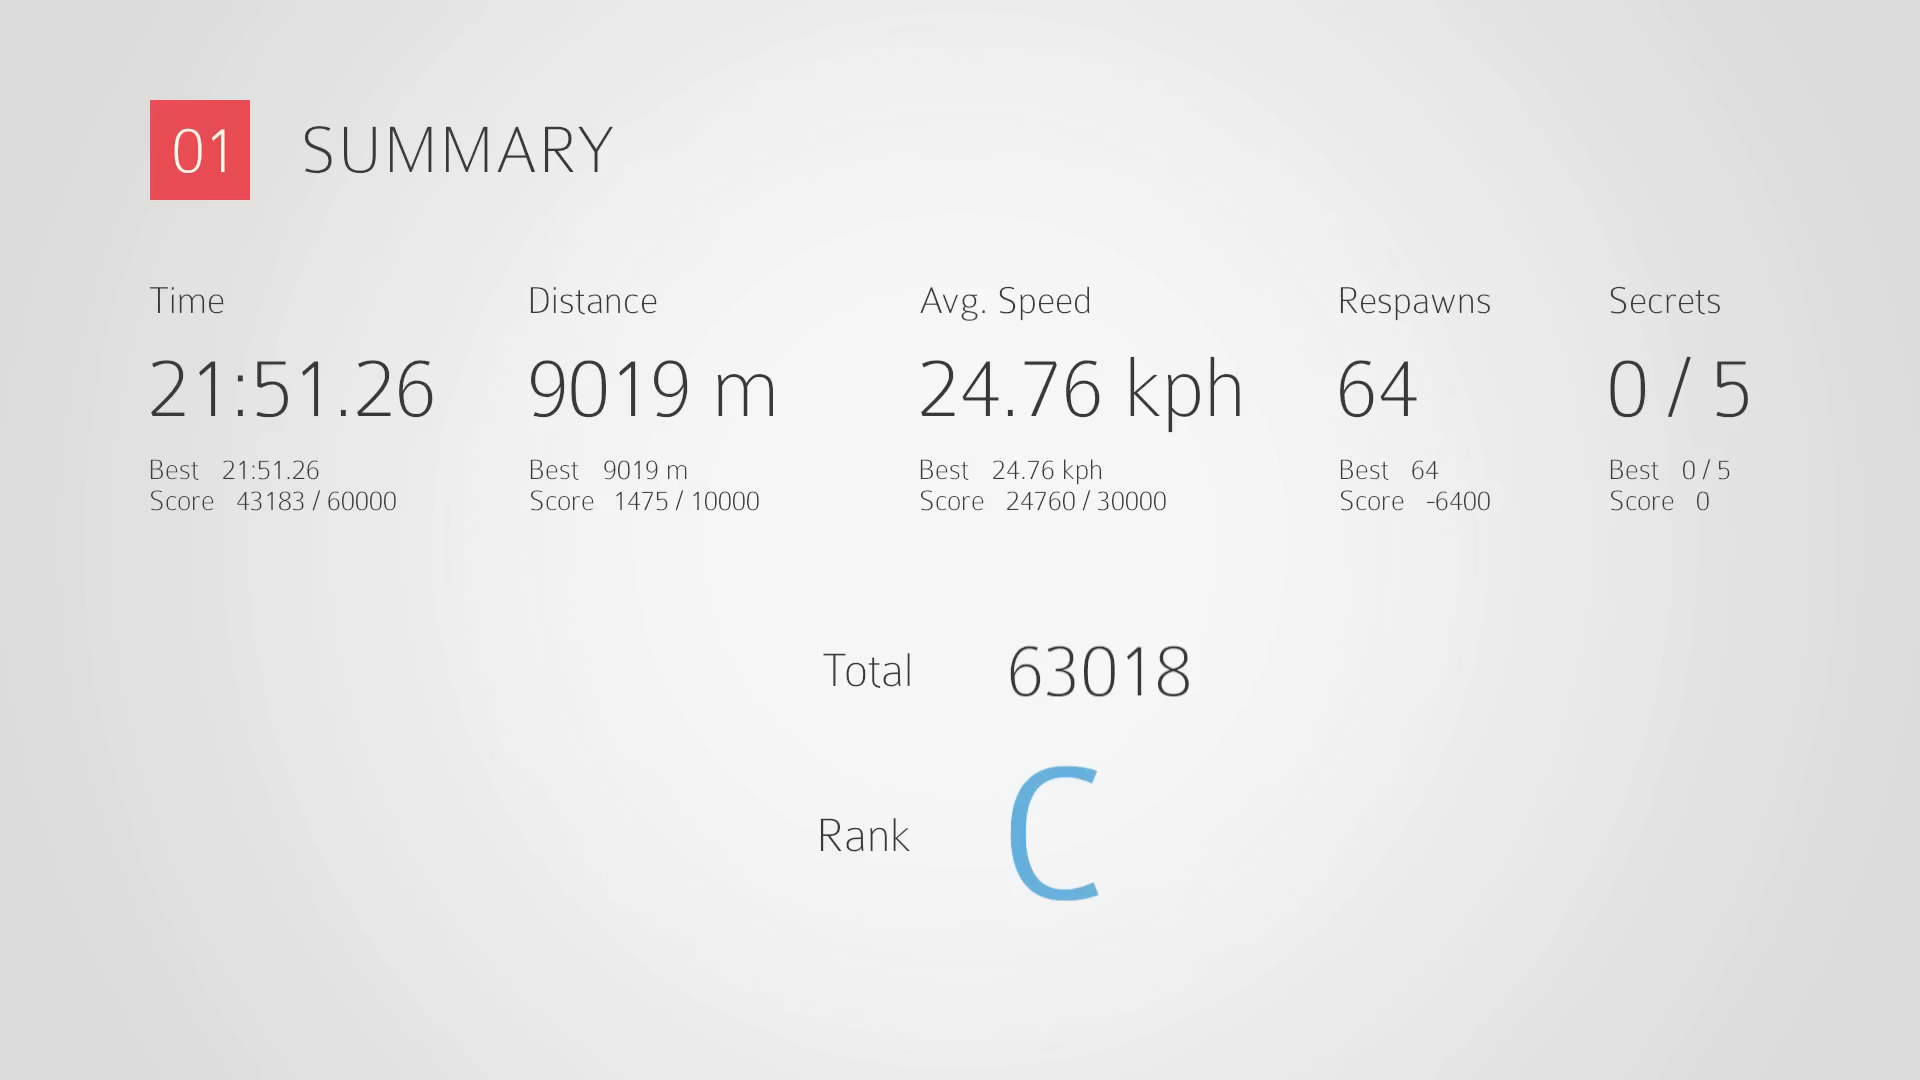 01 SUMMARY
Time Distance Avg. Speed Respawns Secrets
21:51.26 9019 m 24.76 kph 64 0 / 5
Best 21:51.26 Best 9019 m Best 24.76 kph Best 64 Best 0 / 5
Score 43183 / 60000 Score 1475 / 10000 Score 24760 / 30000 Score -6400 Score 0
Total 63018
Rank C